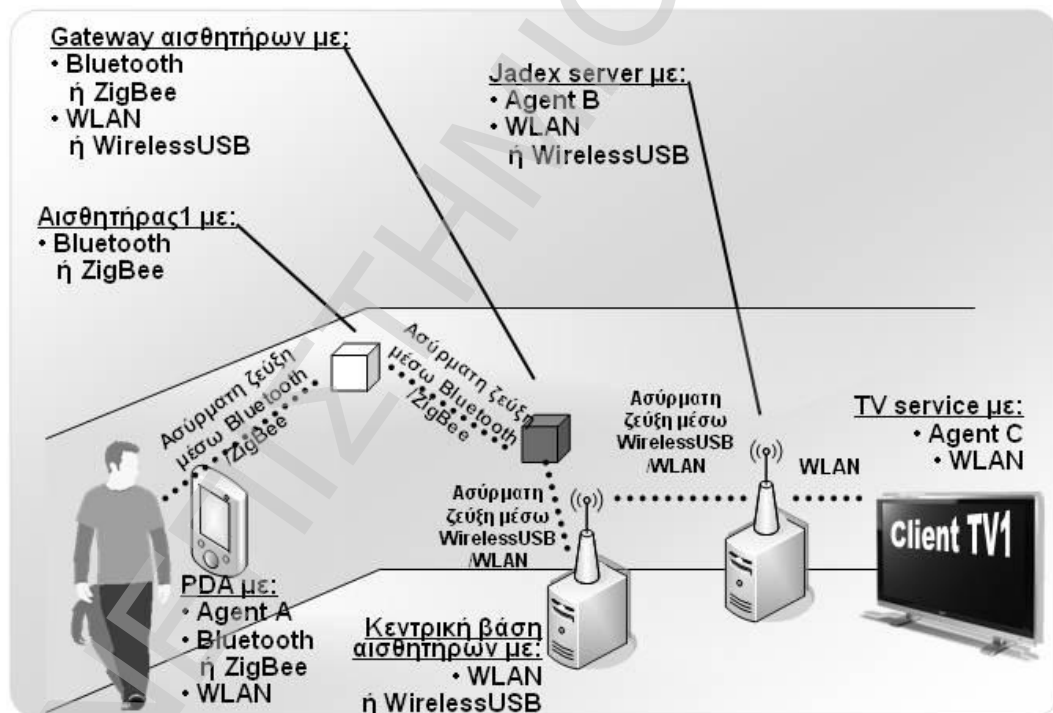 Gateway αισθητήρων με:
• Bluetooth
ή ZigBee
• WLAN
ή WirelessUSB
Jadex server με:
• Agent B
• WLAN
ή WirelessUSB
Αισθητήρας1 με:
• Bluetooth
ή ZigBee
Ασύρματη ζεύξη
μέσω Bluetooth
/ZigBee
Ασύρματη ζεύξη
μέσω Bluetooth
/ZigBee
Ασύρματη
ζεύξη μέσω
WirelessUSB
/WLAN
Ασύρματη
ζεύξη μέσω
WirelessUSB
/WLAN
WLAN
TV service με:
• Agent C
• WLAN
Client TV1
PDA με:
• Agent A
• Bluetooth
ή ZigBee
• WLAN
Κεντρική βάση
αισθητήρων με:
• WLAN
ή WirelessUSB